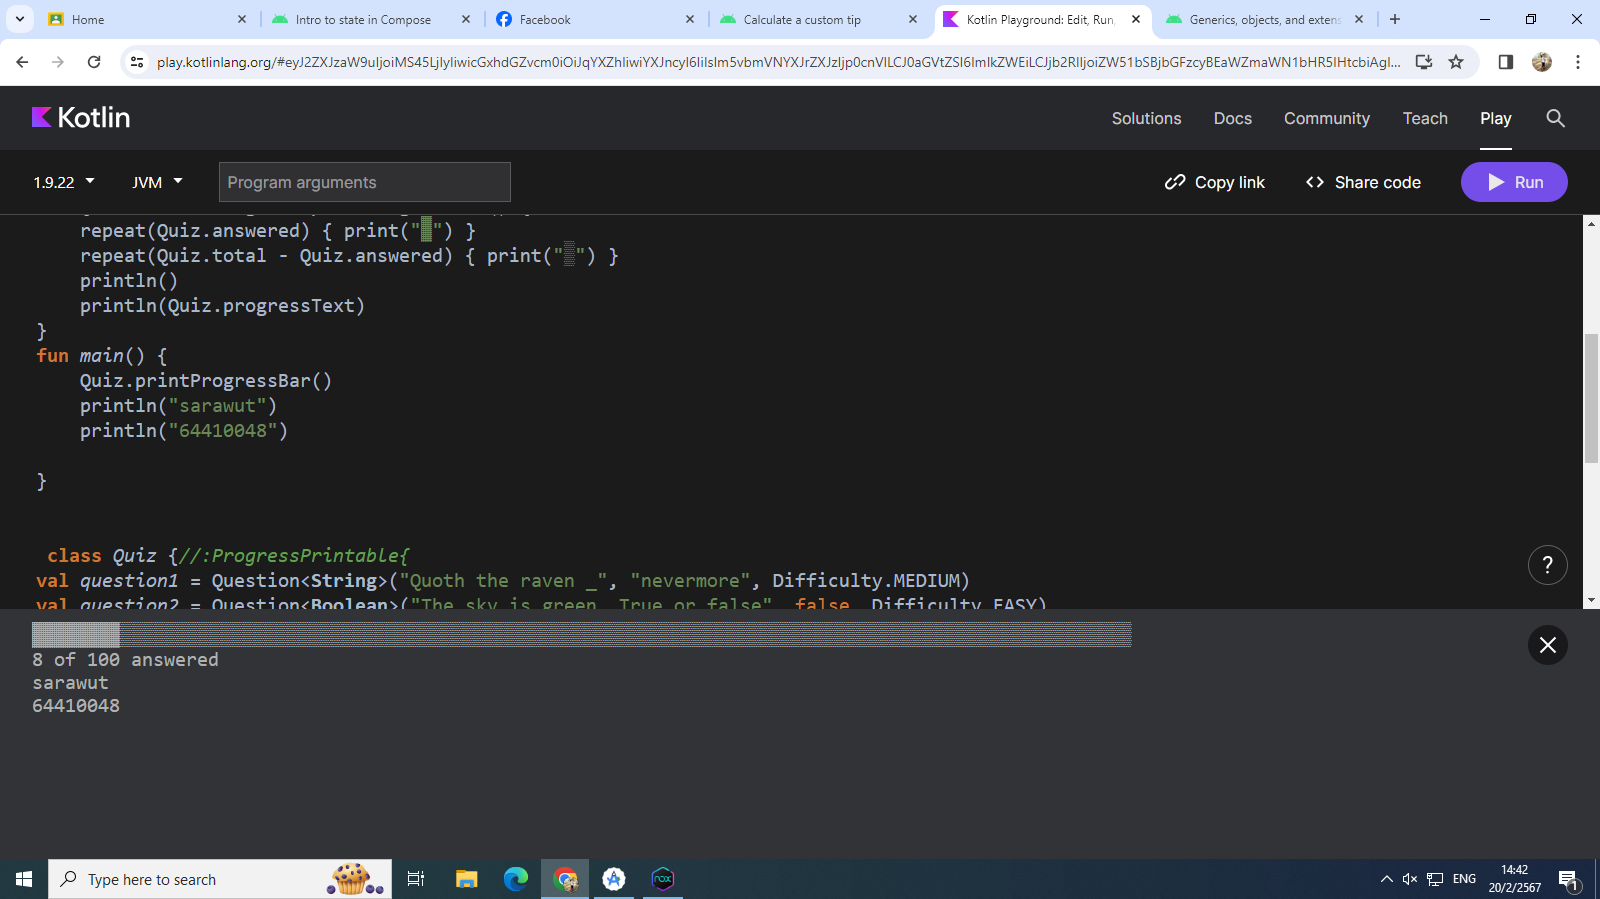 Home
Intro to state in Compose
Facebook
Calculate a custom tip
Kotlin Playground: Edit, Run,
Generics, objects, and extens
Kotlin
Solutions
Docs
Community
Teach
Play
1.9.22
JVM
Program arguments
Copy link
Share code
Run
repeat(Quiz.answered) { print("▓") }
repeat(Quiz.total - Quiz.answered) { print("▒") }
println()
println(Quiz.progressText)
}
fun main() {
Quiz.printProgressBar()
println("sarawut")
println("64410048")
}
class Quiz {//:ProgressPrintable{
val question1 = Question<String>("Quoth the raven _", "nevermore", Difficulty.MEDIUM)
val question2 = Question<Boolean>("The sky is green. True or false", false, Difficulty.EASY)
?
8 of 100 answered
sarawut
64410048
Type here to search
nox
ENG
14:42
20/2/2567
1